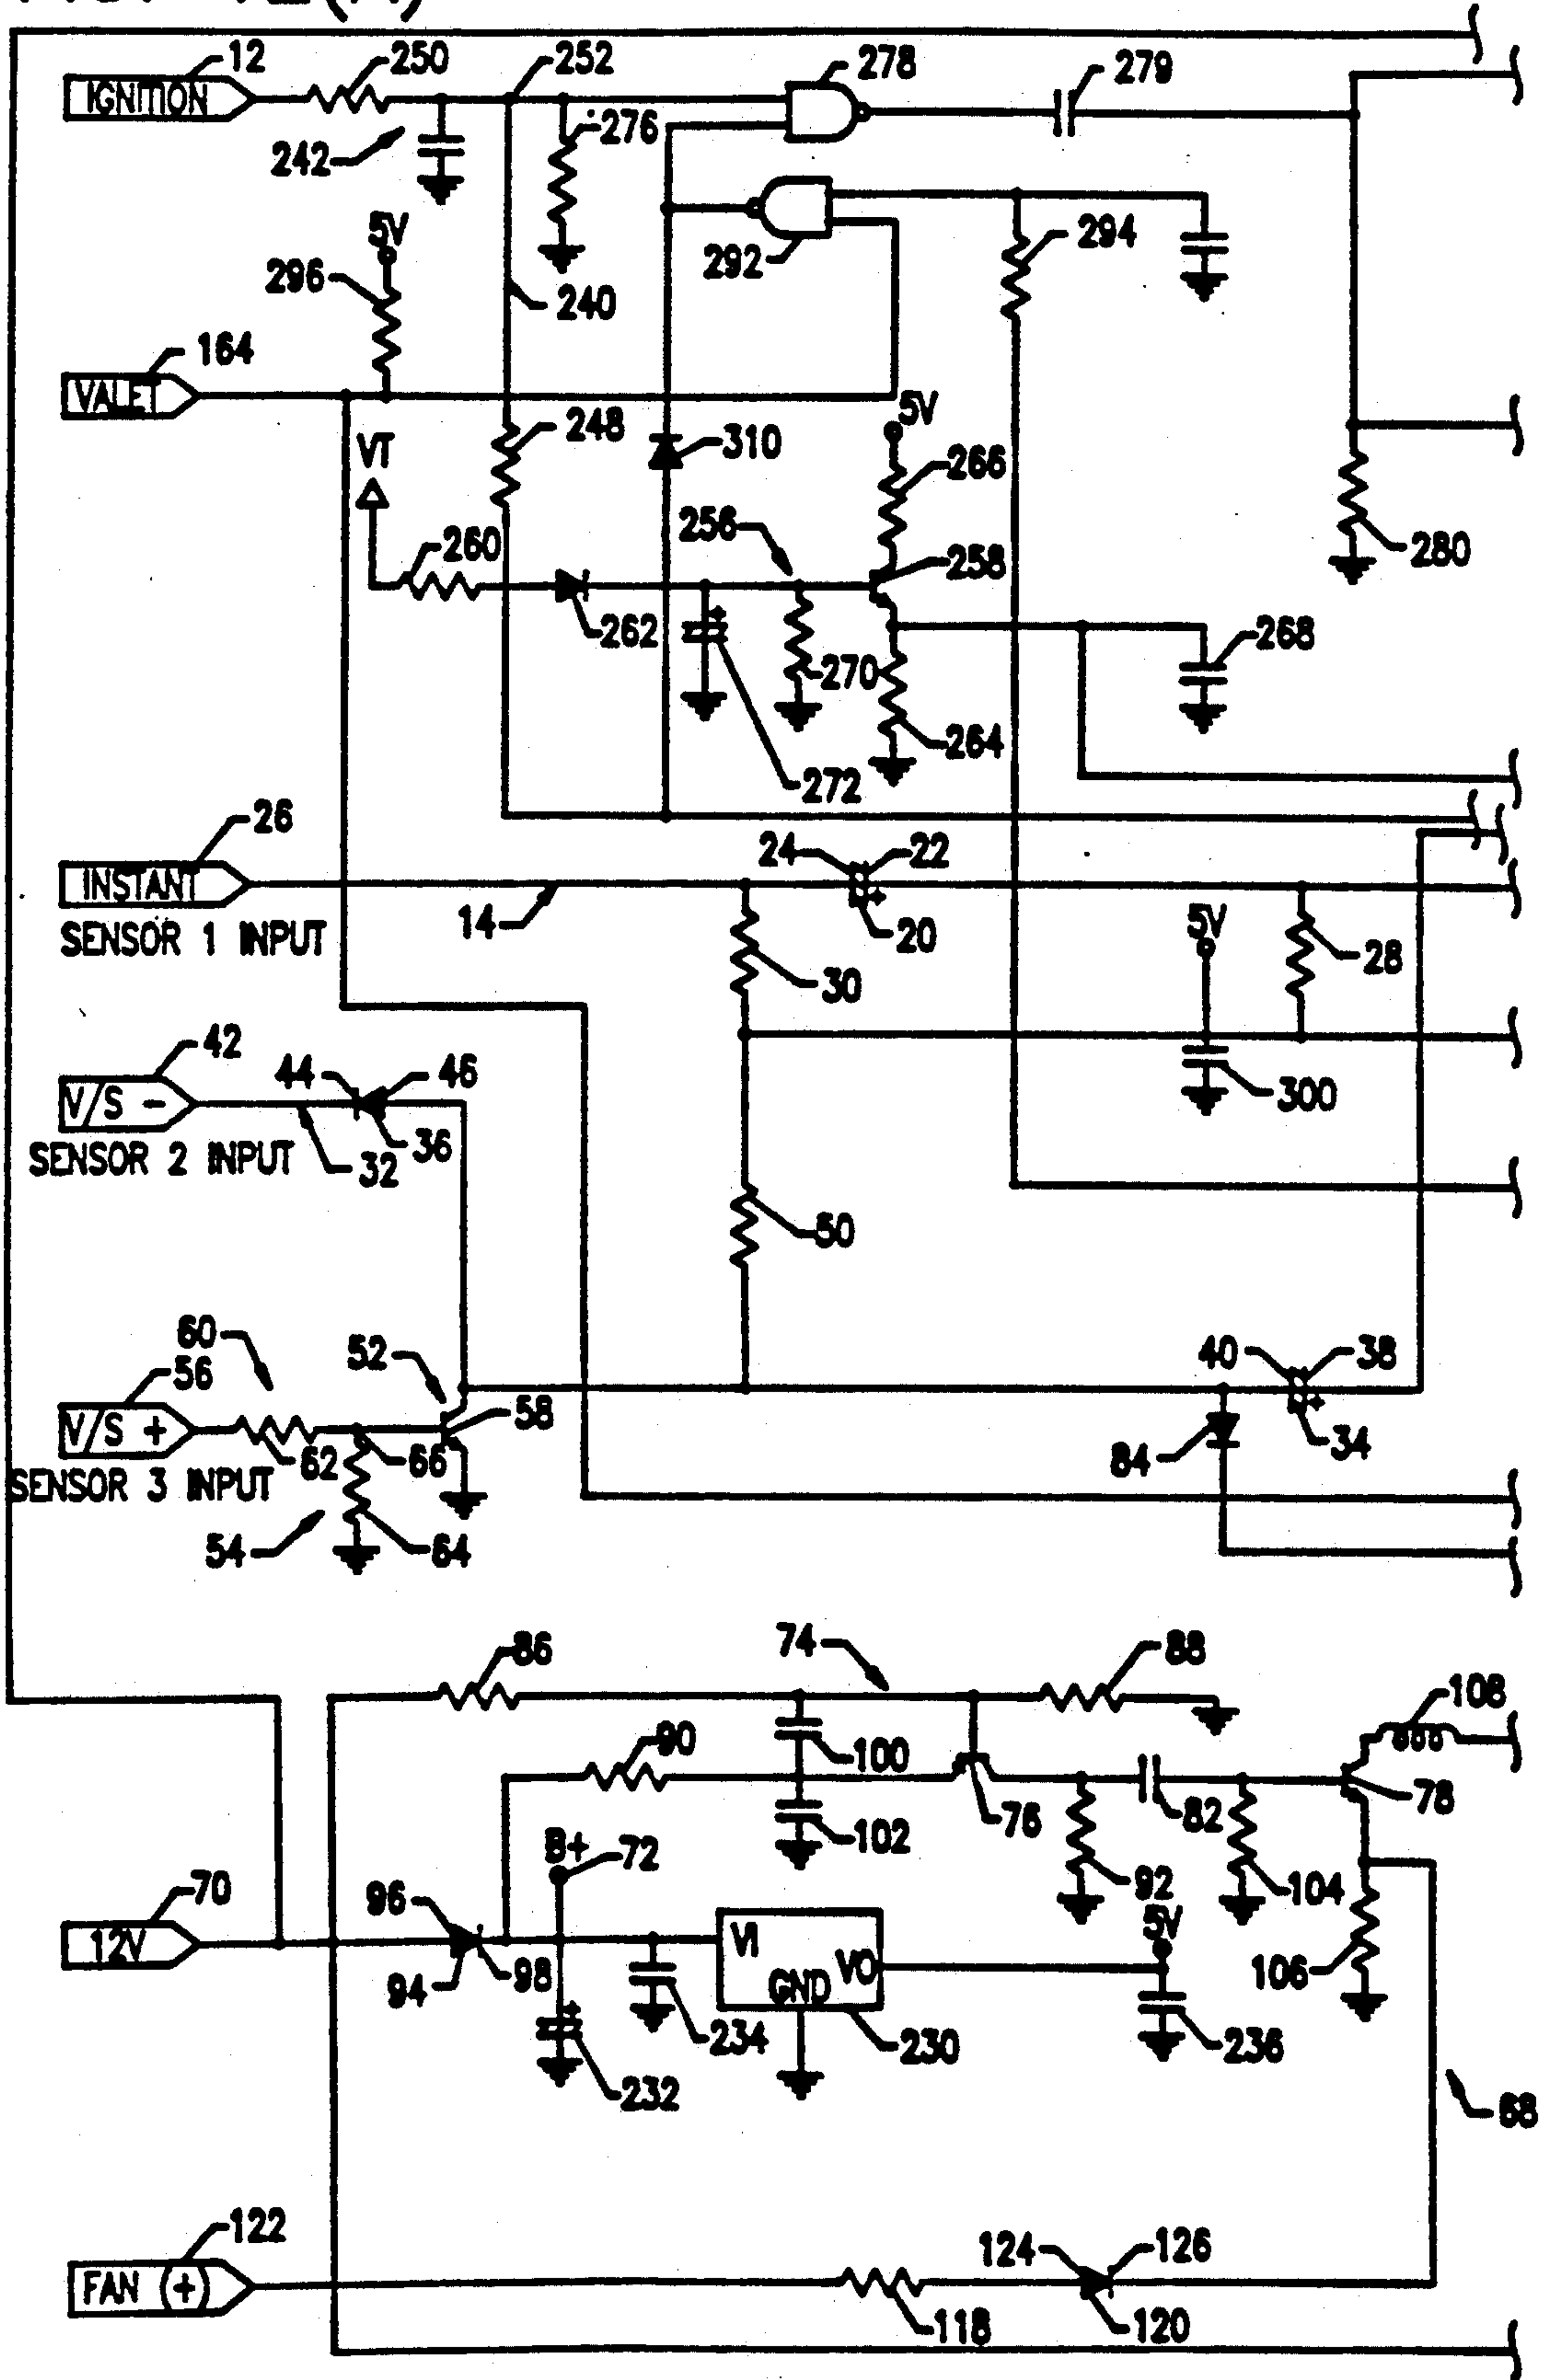 12 250 252 278 279
IGNITION
242 276
5V
292 294
296 240
164
VALET
248 310 5V
VT 266
256
260 258 280
262 270 268
264
272
26
INSTANT 24 22
SENSOR 1 INPUT 14 20 5V 28
30
42
V/S - 44 46 300
SENSOR 2 INPUT 32 36
50
60 52 40 38
56
V/S + 58
62 66 84 34
SENSOR 3 INPUT
54 64
86 74 88
108
90 100
76 82 78
102
B+ 72
70 96 92 104
12V VI 5V
94 98 GND VO 106
234 230 236
232
68
122
FAN (+) 124 126
118 120